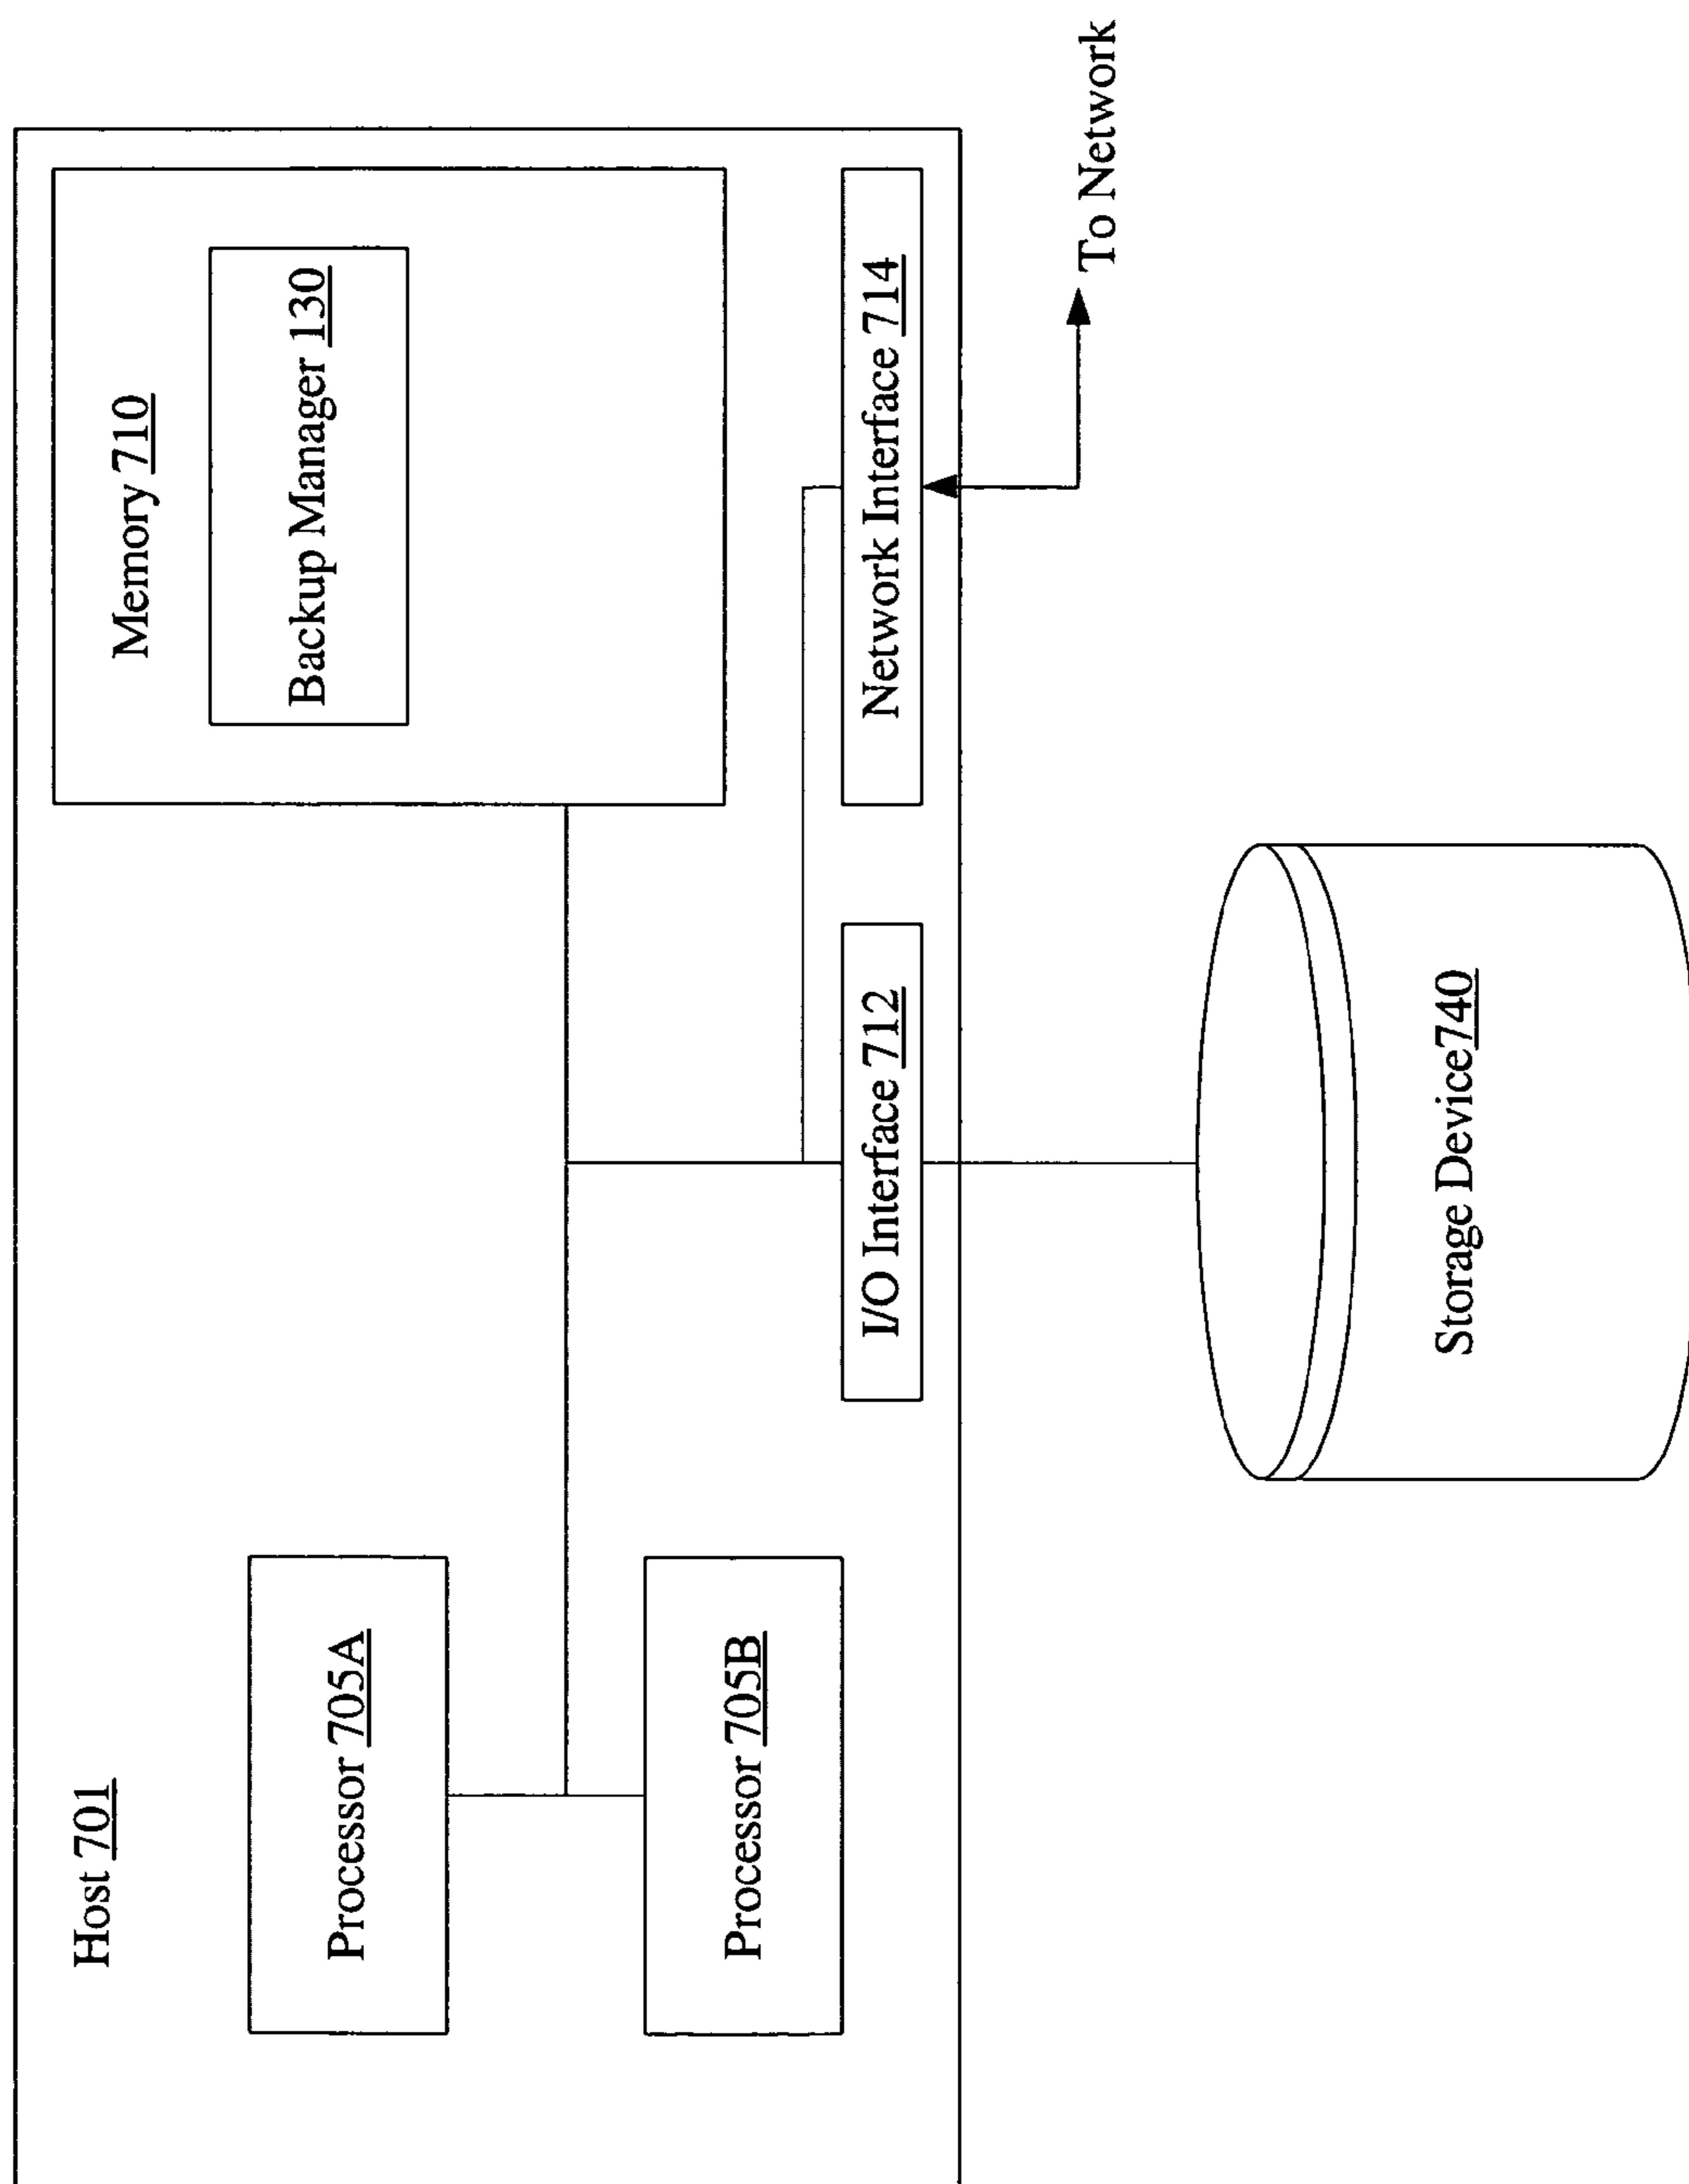 Host 701
Memory 710
Backup Manager 130
Processor 705A
Processor 705B
I/O Interface 712
Network Interface 714
To Network
Storage Device740